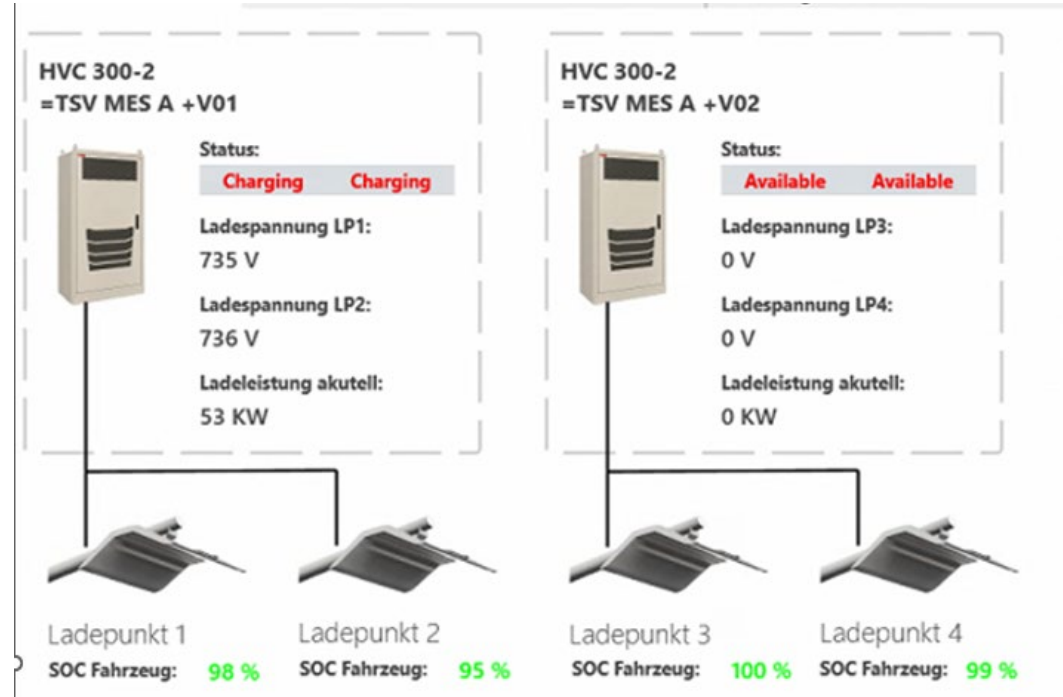 HVC 300-2
=TSV MES A +V01
Status:
Charging Charging
Ladespannung LP1:
735 V
Ladespannung LP2:
736 V
Ladeleistung akutell:
53 KW
HVC 300-2
=TSV MES A +V02
Status:
Available Available
Ladespannung LP3:
0 V
Ladespannung LP4:
0 V
Ladeleistung akutell:
0 KW
Ladepunkt 1
SOC Fahrzeug: 98 %
Ladepunkt 2
SOC Fahrzeug: 95 %
Ladepunkt 3
SOC Fahrzeug: 100 %
Ladepunkt 4
SOC Fahrzeug: 99 %